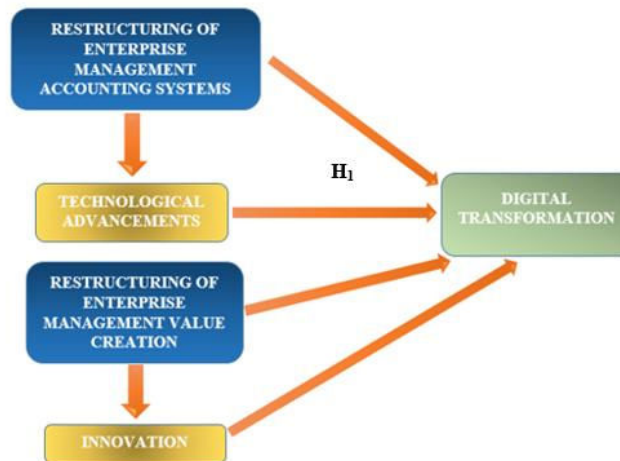 RESTRUCTURING OF
ENTERPRISE
MANAGEMENT
ACCOUNTING SYSTEMS
H₁
TECHNOLOGICAL
ADVANCEMENTS
DIGITAL
TRANSFORMATION
RESTRUCTURING OF
ENTERPRISE
MANAGEMENT VALUE
CREATION
INNOVATION